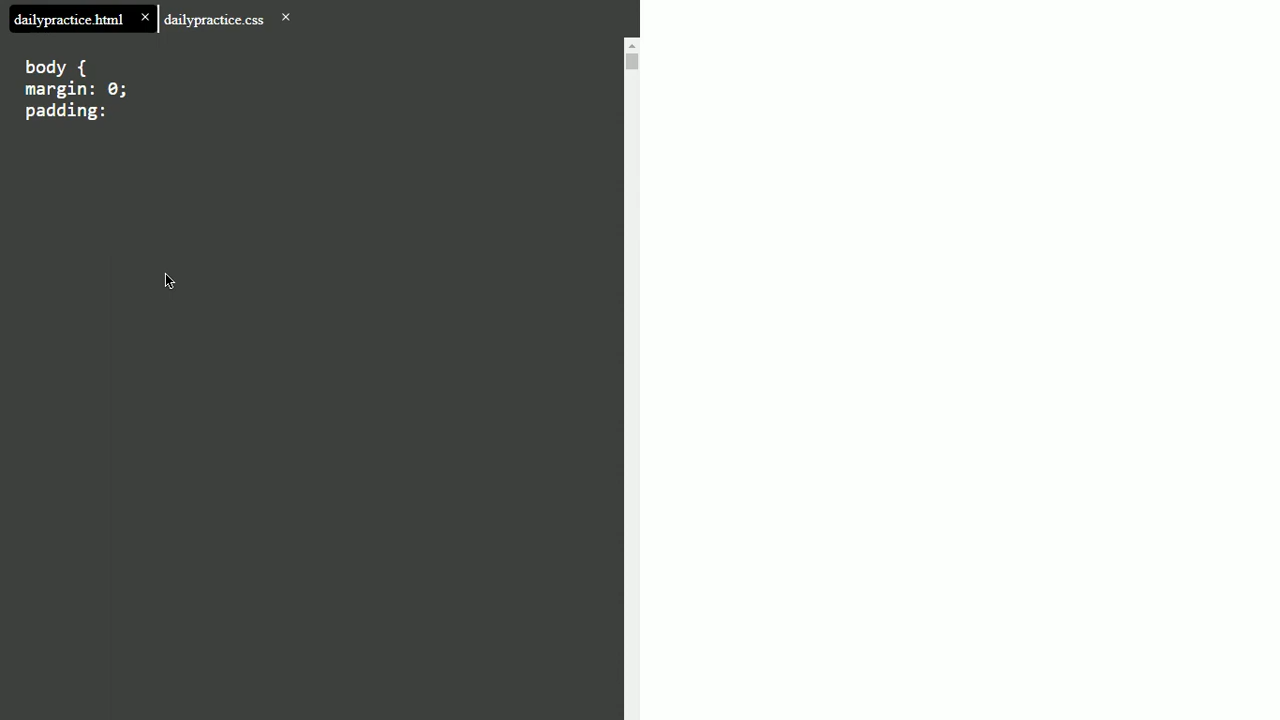 dailypractice.html × dailypractice.css ×
body {
margin: 0;
padding: